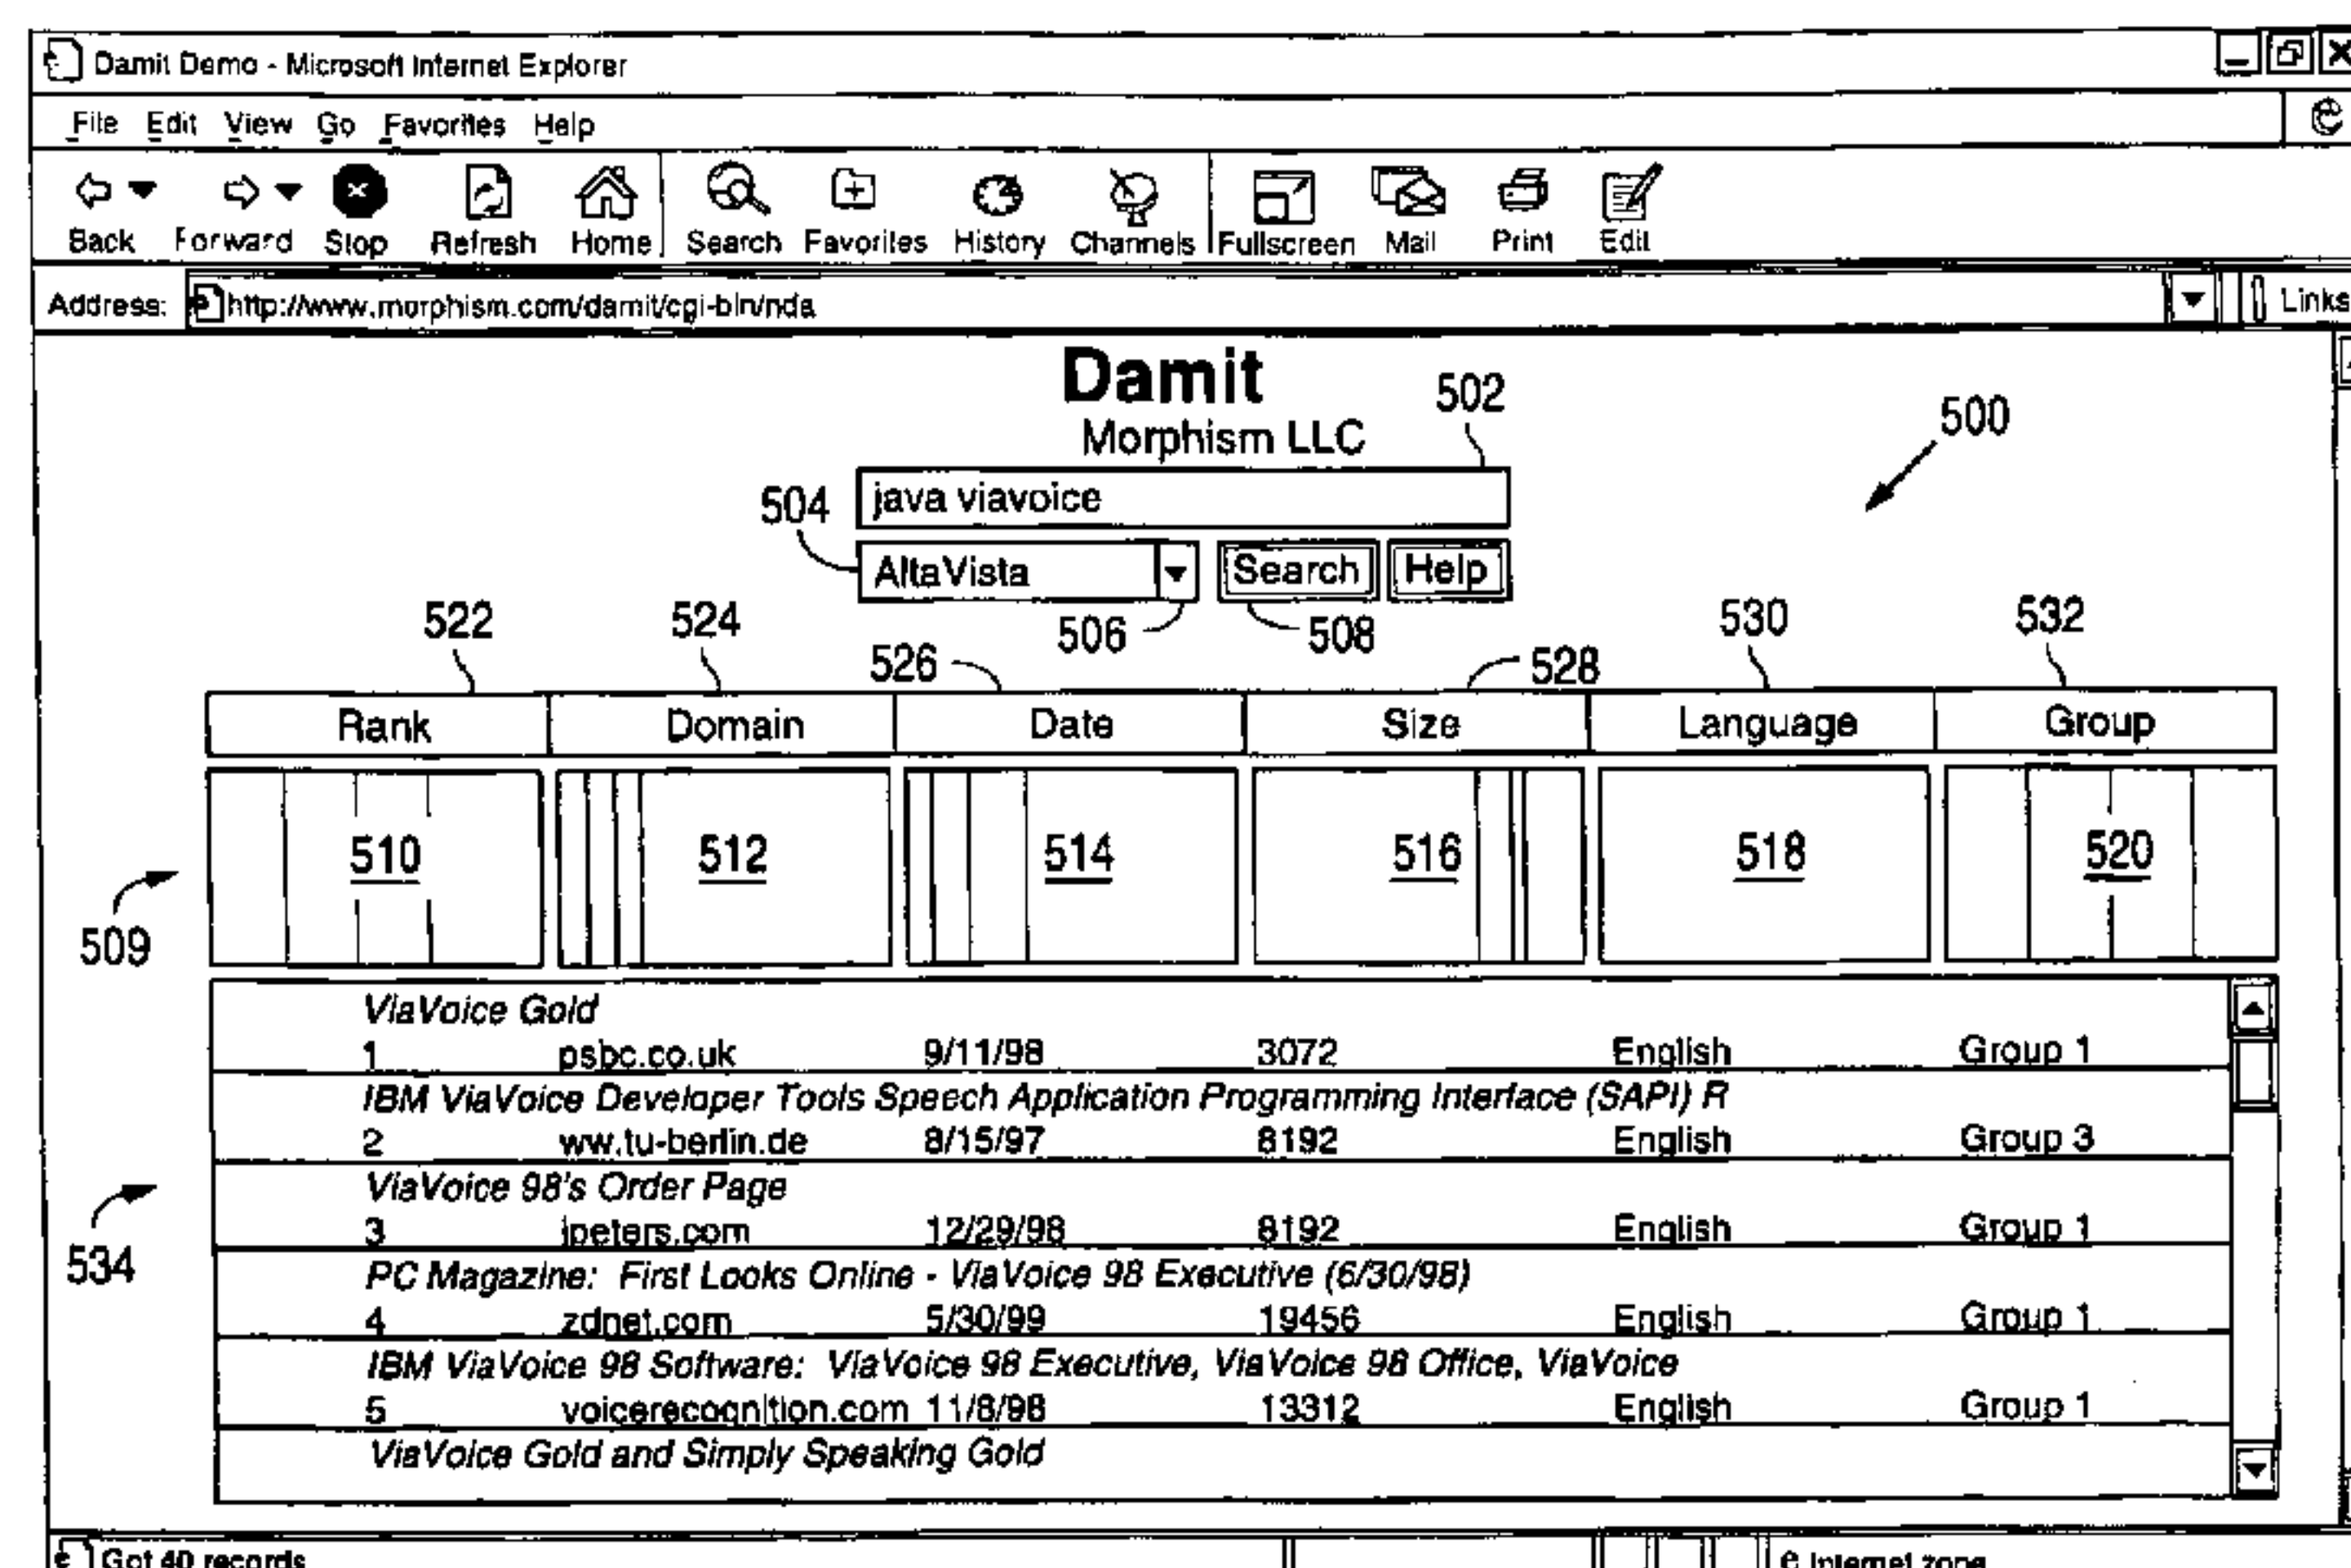 Damit Demo - Microsoft Internet Explorer
File Edit View Go Favorites Help
Back Forward Stop Refresh Home Search Favorites History Channels Fullscreen Mail Print Edit
Address: http://www.morphism.com/damit/cgi-bin/nda Links
Damit
Morphism LLC
502
500
504
java viavoice
AltaVista Search Help
522 524 526 506 508 528 530 532
Rank Domain Date Size Language Group
510 512 514 516 518 520
509
ViaVoice Gold
1 psbc.co.uk 9/11/98 3072 English Group 1
IBM ViaVoice Developer Tools Speech Application Programming Interface (SAPI) R
2 ww.tu-berlin.de 8/15/97 8192 English Group 3
ViaVoice 98's Order Page
3 jpeters.com 12/29/98 8192 English Group 1
534
PC Magazine: First Looks Online - ViaVoice 98 Executive (6/30/98)
4 zdnet.com 5/30/99 19456 English Group 1
IBM ViaVoice 98 Software: ViaVoice 98 Executive, ViaVoice 98 Office, ViaVoice
5 voicerecognition.com 11/8/98 13312 English Group 1
ViaVoice Gold and Simply Speaking Gold
Got 40 records Internet zone